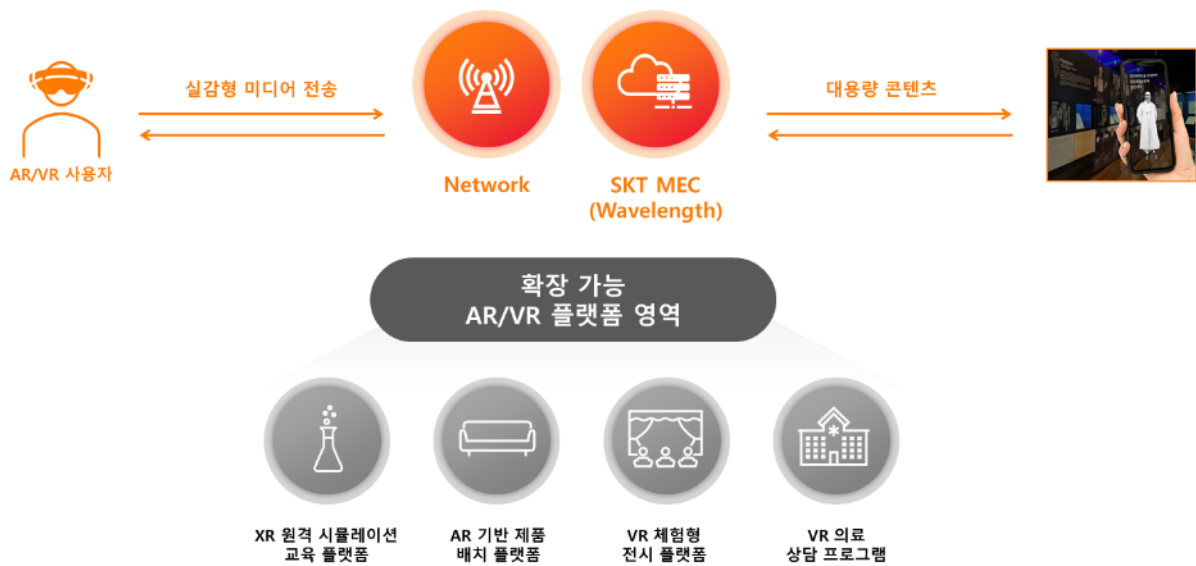 실감형 미디어 전송
대용량 콘텐츠
AR/VR 사용자
Network
SKT MEC
(Wavelength)
확장 가능
AR/VR 플랫폼 영역
XR 원격 시뮬레이션
교육 플랫폼
AR 기반 제품
배치 플랫폼
VR 체험형
전시 플랫폼
VR 의료
상담 프로그램